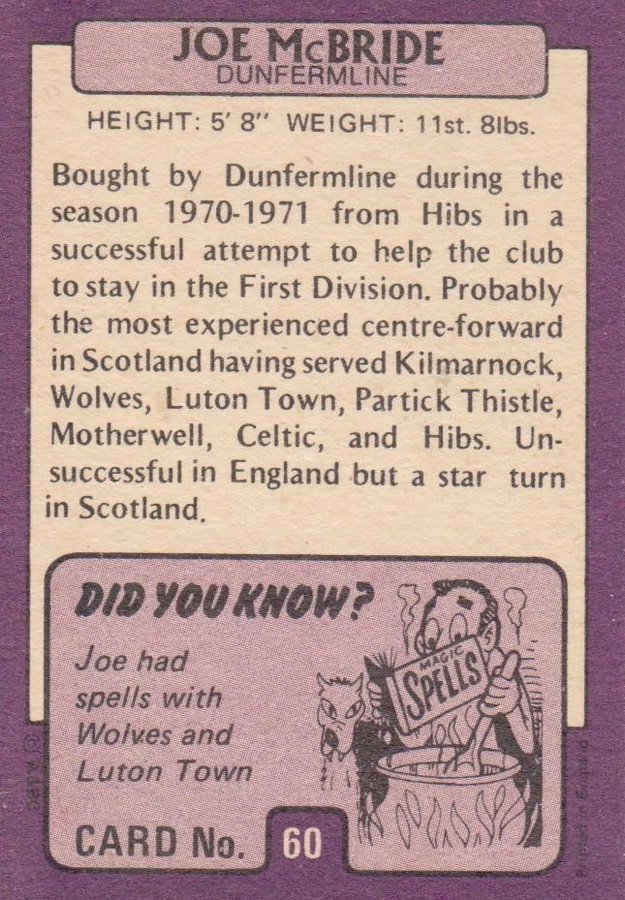 JOE McBRIDE
DUNFERMLINE
HEIGHT: 5' 8" WEIGHT: 11st. 8lbs.
Bought by Dunfermline during the
season 1970-1971 from Hibs in a
successful attempt to help the club
to stay in the First Division. Probably
the most experienced centre-forward
in Scotland having served Kilmarnock,
Wolves, Luton Town, Partick Thistle,
Motherwell, Celtic, and Hibs. Un-
successful in England but a star turn
in Scotland.
DID YOU KNOW?
Joe had
spells with
Wolves and
Luton Town
MAGIC
SPELLS
CARD No. 60